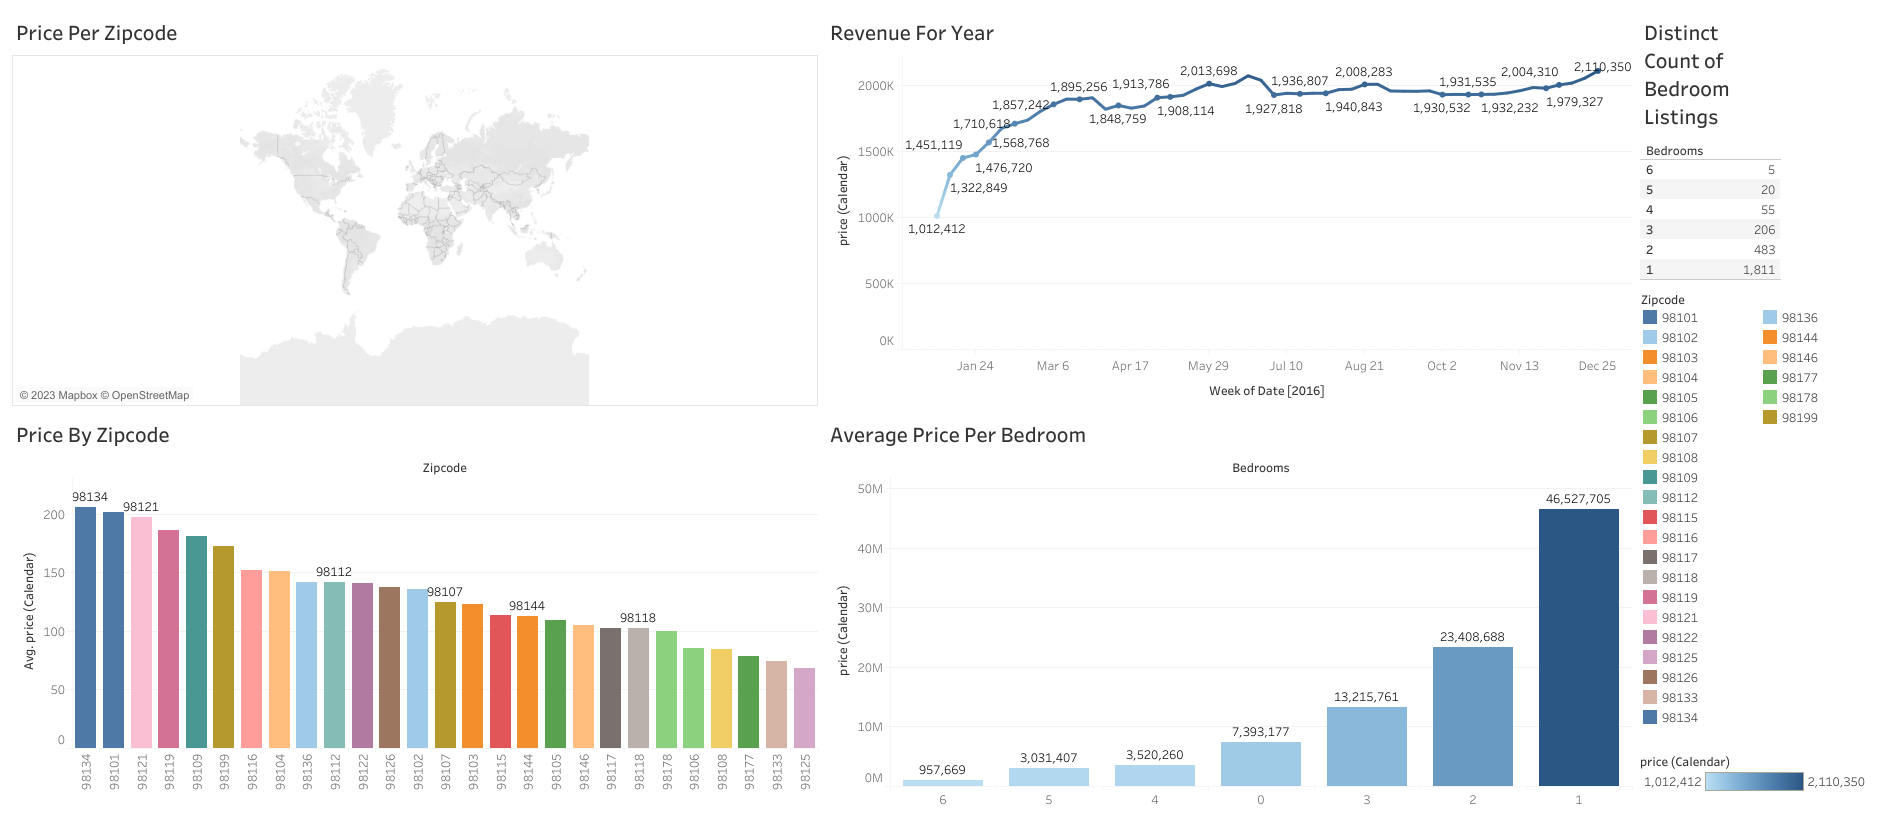 Price Per Zipcode
© 2023 Mapbox © OpenStreetMap
Revenue For Year
price (Calendar)
2000K
1500K
1000K
500K
0K
1,012,412
1,322,849
1,451,119
1,476,720
1,568,768
1,710,618
1,857,242
1,895,256
1,848,759
1,913,786
1,908,114
2,013,698
1,927,818
1,936,807
1,940,843
2,008,283
1,930,532
1,931,535
1,932,232
2,004,310
1,979,327
2,110,350
Jan 24
Mar 6
Apr 17
May 29
Jul 10
Aug 21
Oct 2
Nov 13
Dec 25
Week of Date [2016]
Distinct
Count of
Bedroom
Listings
Bedrooms
6 5
5 20
4 55
3 206
2 483
1 1,811
Zipcode
98101
98102
98103
98104
98105
98106
98107
98108
98109
98112
98115
98116
98117
98118
98119
98121
98122
98125
98126
98133
98134
98136
98144
98146
98177
98178
98199
price (Calendar)
1,012,412 2,110,350
Price By Zipcode
Zipcode
Avg. price (Calendar)
200
150
100
50
0
98134
98121
98112
98107
98144
98118
98134
98101
98121
98119
98109
98199
98116
98104
98136
98112
98122
98126
98102
98107
98103
98115
98144
98105
98146
98117
98118
98178
98106
98108
98177
98133
98125
Average Price Per Bedroom
Bedrooms
price (Calendar)
50M
40M
30M
20M
10M
0M
957,669
3,031,407
3,520,260
7,393,177
13,215,761
23,408,688
46,527,705
6
5
4
0
3
2
1